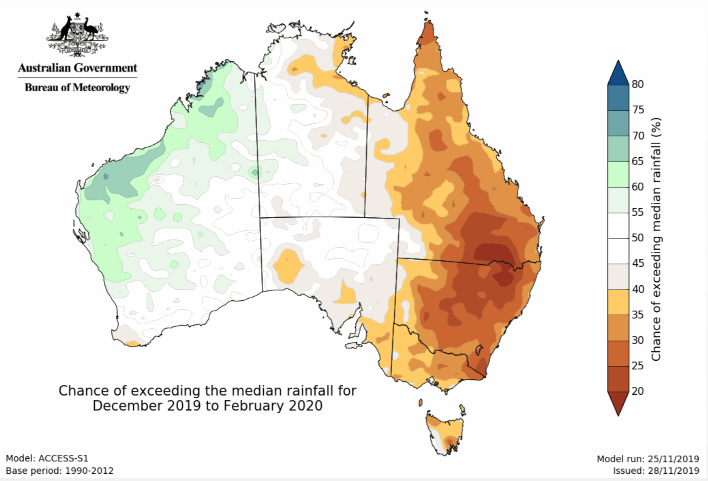 Australian Government
Bureau of Meteorology
80
75
70
65
60
55
50
45
40
35
30
25
20
Chance of exceeding median rainfall (%)
Chance of exceeding the median rainfall for
December 2019 to February 2020
Model: ACCESS-S1
Base period: 1990-2012
Model run: 25/11/2019
Issued: 28/11/2019